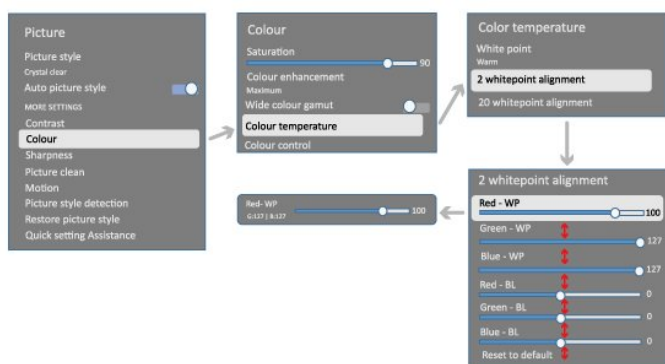 Picture
Picture style
Crystal clear
Auto picture style
MORE SETTINGS
Contrast
Colour
Sharpness
Picture clean
Motion
Picture style detection
Restore picture style
Quick setting Assistance
Colour
Saturation
90
Colour enhancement
Maximum
Wide colour gamut
Colour temperature
Colour control
Color temperature
White point
Warm
2 whitepoint alignment
20 whitepoint alignment
2 whitepoint alignment
Red - WP
100
Green - WP
127
Blue - WP
127
Red - BL
0
Green - BL
0
Blue - BL
0
Reset to default
Red- WP
G:127 | B:127
100